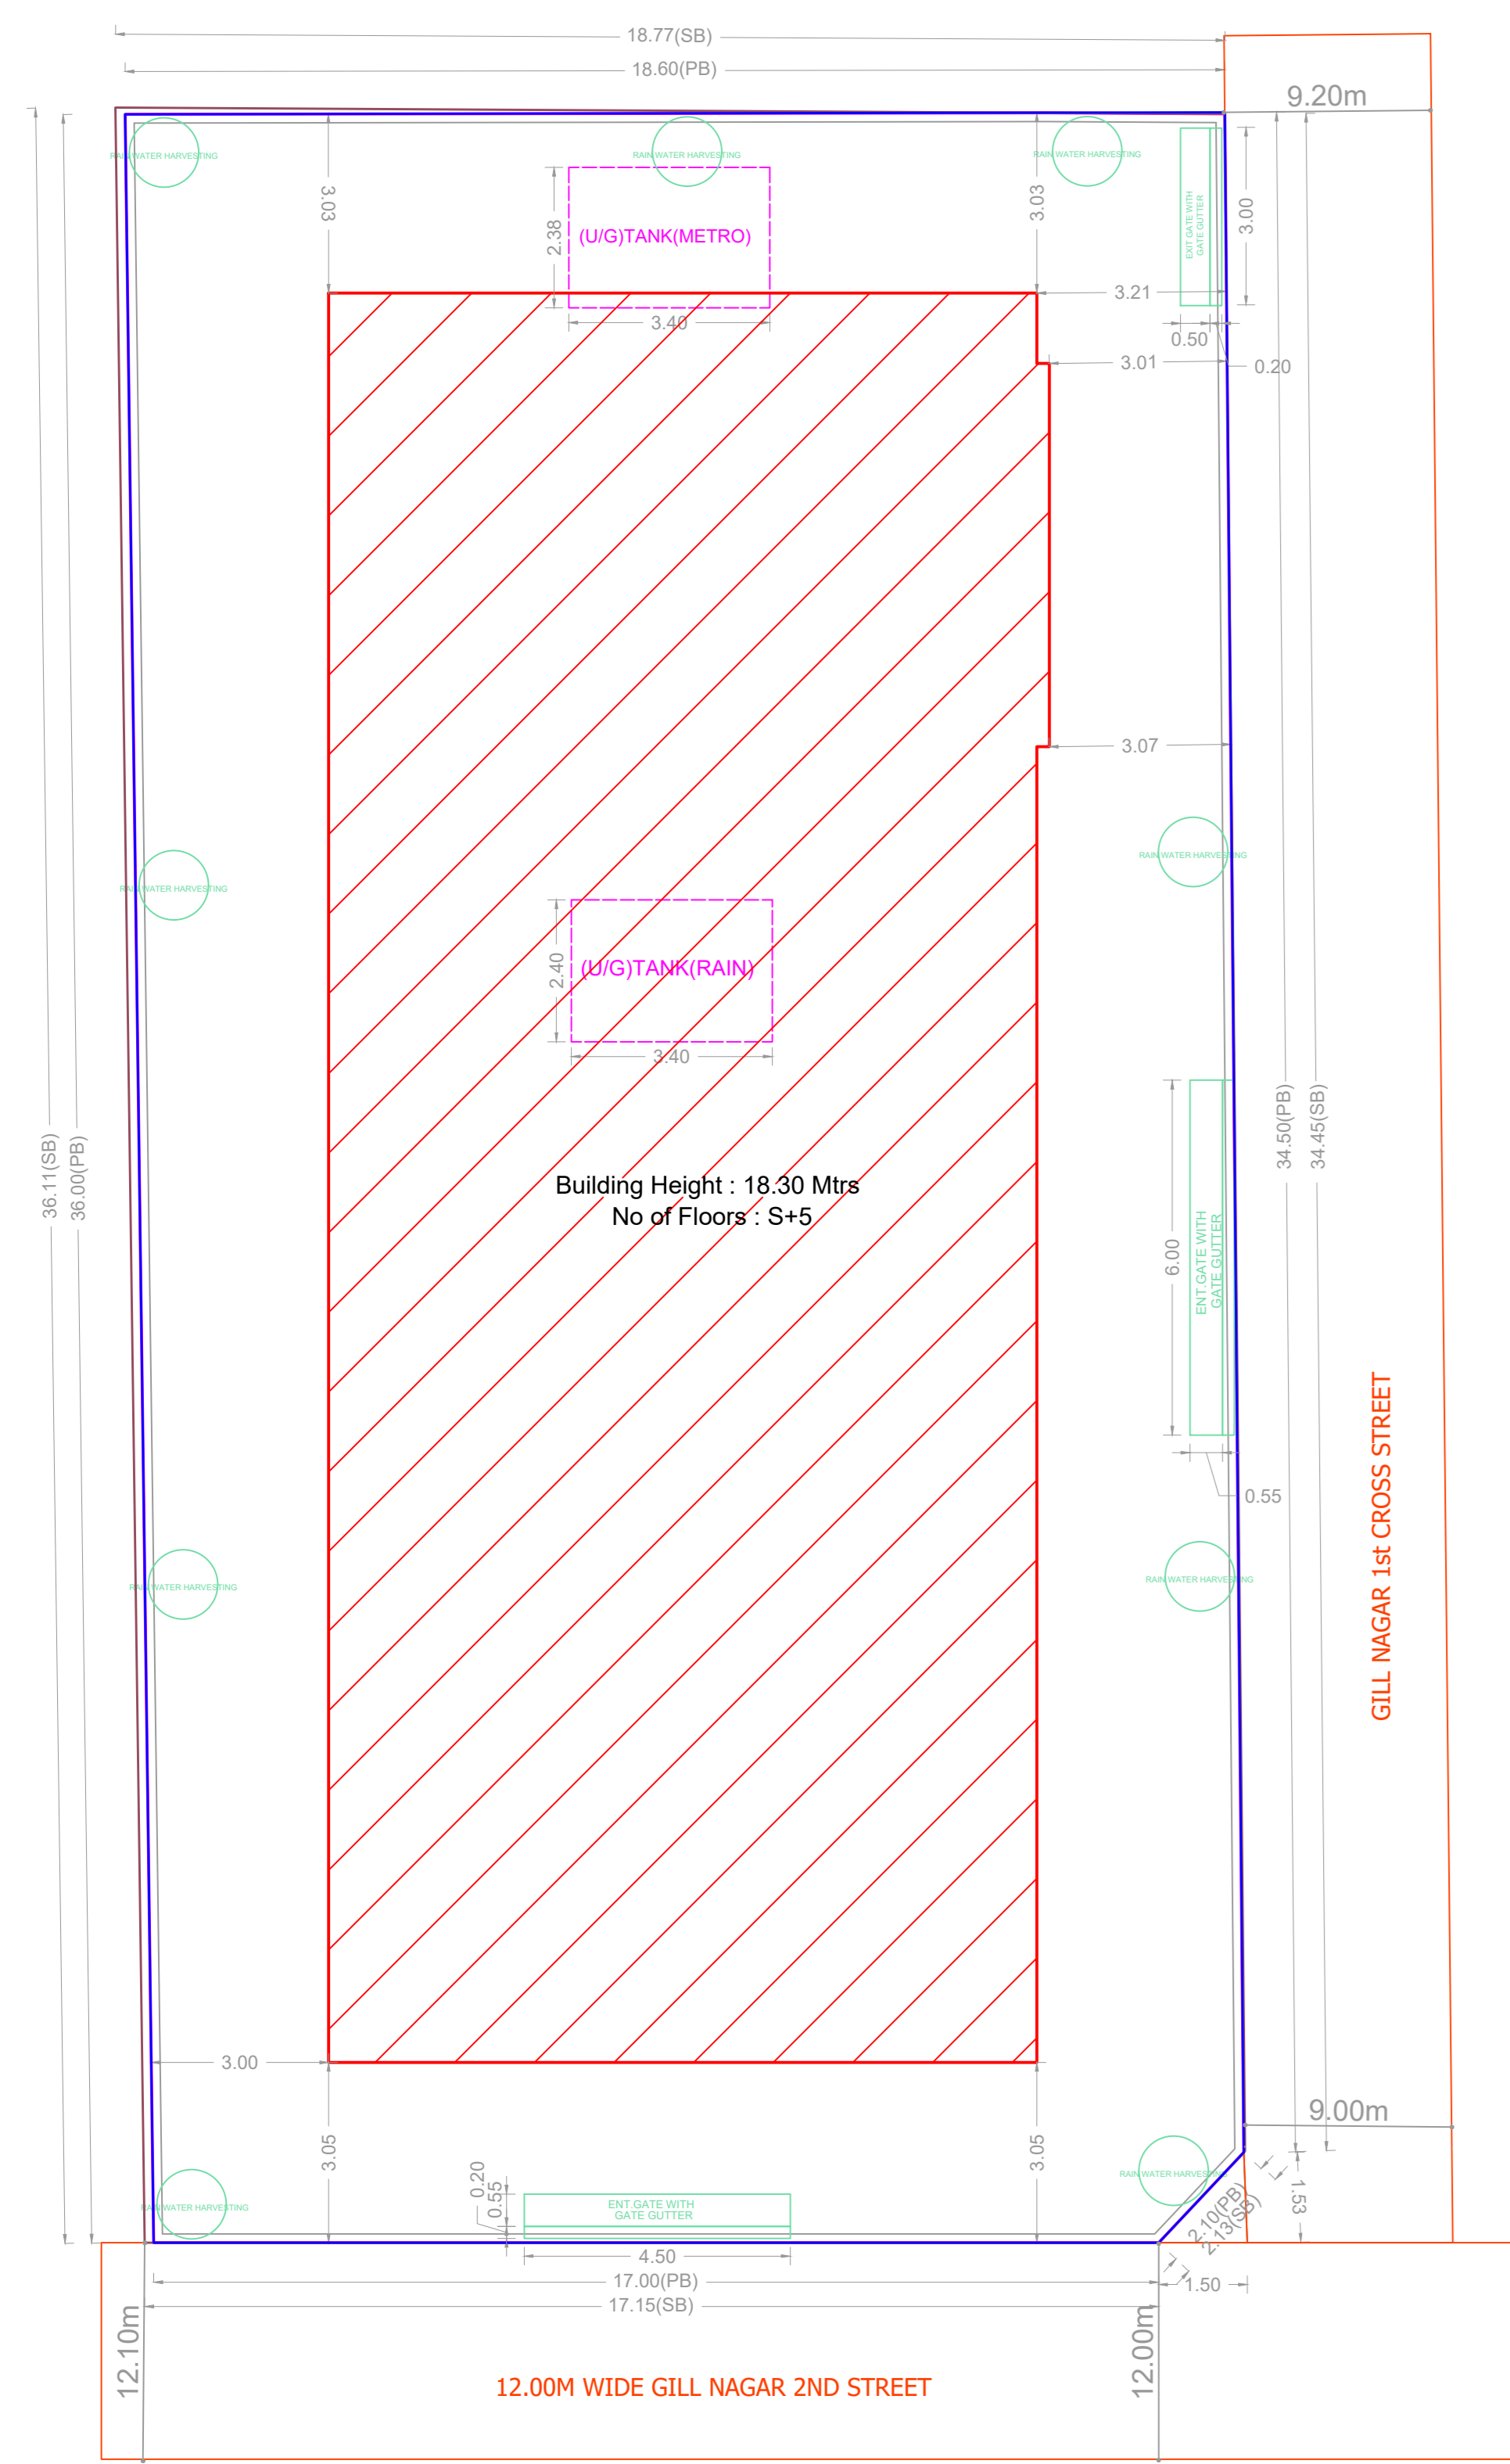 18.77(SB)
18.60(PB)
9.20m
RAIN WATER HARVESTING
RAIN WATER HARVESTING
RAIN WATER HARVESTING
3.03
3.03
2.38
(U/G)TANK(METRO)
3.40
EXIT GATE WITH
GATE GUTTER
3.00
3.21
0.50
3.01
0.20
3.07
RAIN WATER HARVESTING
RAIN WATER HARVESTING
2.40
(U/G)TANK(RAIN)
3.40
36.11(SB)
36.00(PB)
34.50(PB)
34.45(SB)
Building Height : 18.30 Mtrs
No of Floors : S+5
6.00
ENT.GATE WITH
GATE GUTTER
0.55
GILL NAGAR 1st CROSS STREET
RAIN WATER HARVESTING
RAIN WATER HARVESTING
3.00
9.00m
3.05
3.05
RAIN WATER HARVESTING
RAIN WATER HARVESTING
0.20
0.55
ENT.GATE WITH
GATE GUTTER
4.50
2.10(PB)
2.13(SB)
1.53
17.00(PB)
1.50
17.15(SB)
12.10m
12.00m
12.00M WIDE GILL NAGAR 2ND STREET